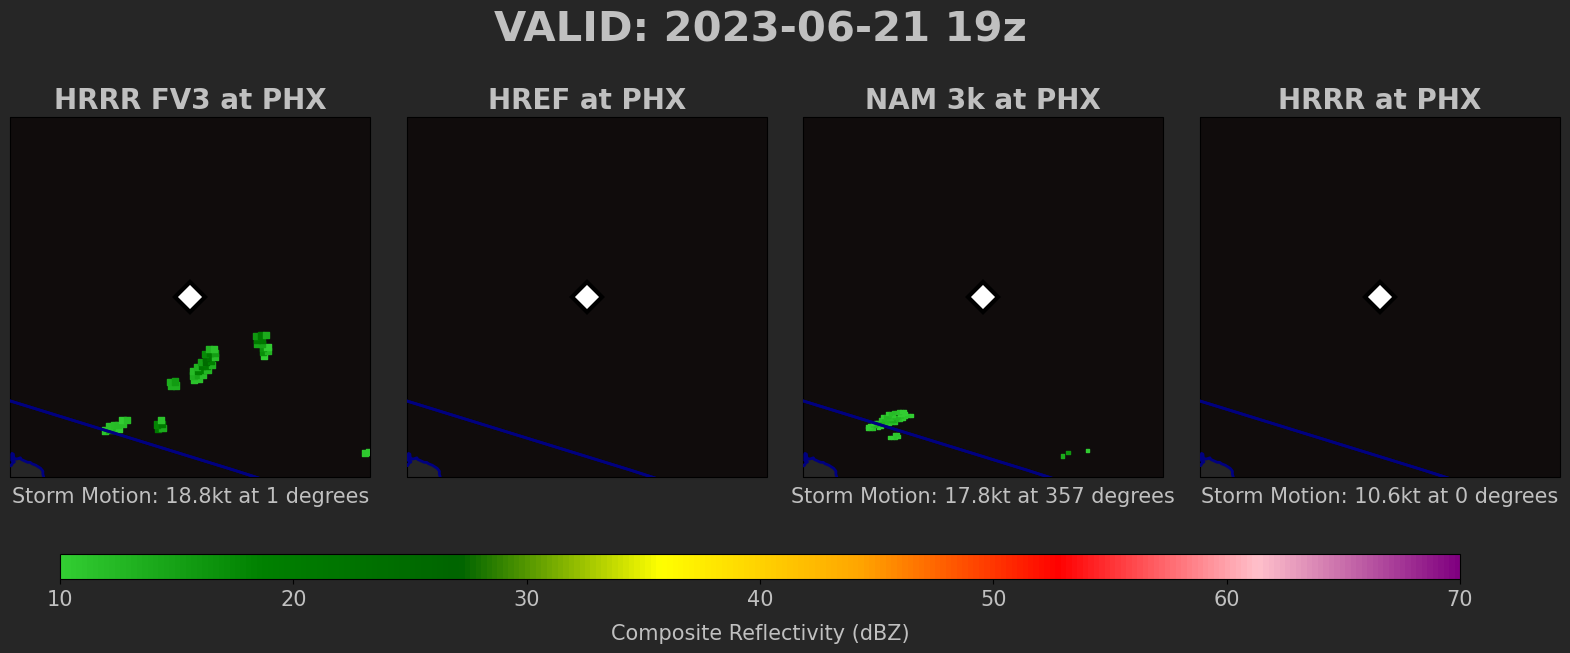 VALID: 2023-06-21 19z
HRRR FV3 at PHX
HREF at PHX
NAM 3k at PHX
HRRR at PHX
Storm Motion: 18.8kt at 1 degrees
Storm Motion: 17.8kt at 357 degrees
Storm Motion: 10.6kt at 0 degrees
10 20 30 40 50 60 70
Composite Reflectivity (dBZ)